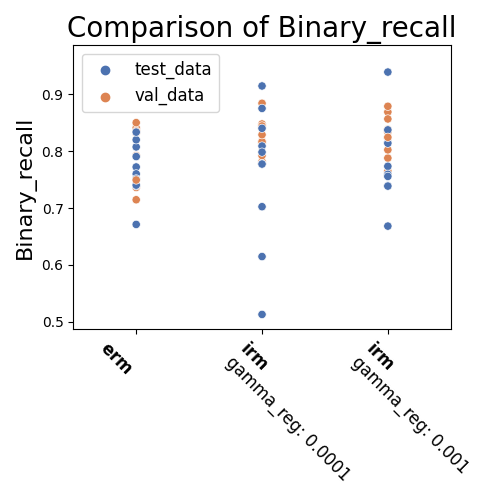 Comparison of Binary_recall
test_data
val_data
Binary_recall
0.9
0.8
0.7
0.6
0.5
erm
irm
gamma_reg: 0.0001
irm
gamma_reg: 0.001